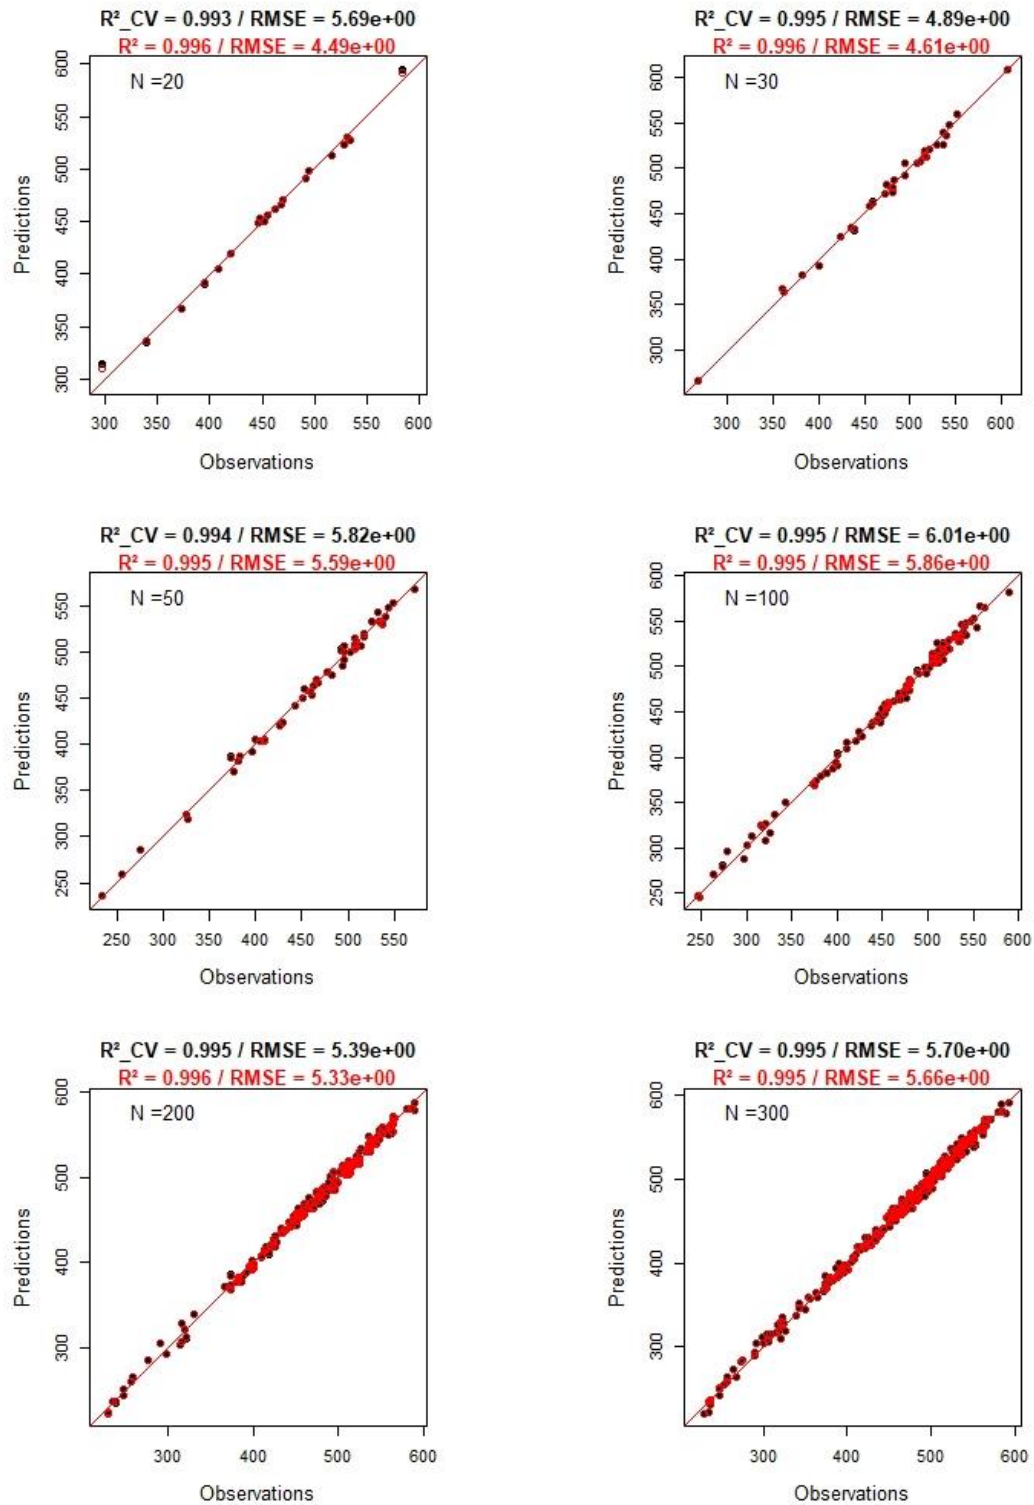 R²_CV = 0.993 / RMSE = 5.69e+00
R² = 0.996 / RMSE = 4.49e+00
N =20
600
550
500
450
400
350
300
Predictions
300 350 400 450 500 550 600
Observations
R²_CV = 0.995 / RMSE = 4.89e+00
R² = 0.996 / RMSE = 4.61e+00
N =30
600
550
500
450
400
350
300
Predictions
300 350 400 450 500 550 600
Observations
R²_CV = 0.994 / RMSE = 5.82e+00
R² = 0.995 / RMSE = 5.59e+00
N =50
550
500
450
400
350
300
250
Predictions
250 300 350 400 450 500 550
Observations
R²_CV = 0.995 / RMSE = 6.01e+00
R² = 0.995 / RMSE = 5.86e+00
N =100
600
550
500
450
400
350
300
250
Predictions
250 300 350 400 450 500 550 600
Observations
R²_CV = 0.995 / RMSE = 5.39e+00
R² = 0.996 / RMSE = 5.33e+00
N =200
600
500
400
300
Predictions
300 400 500 600
Observations
R²_CV = 0.995 / RMSE = 5.70e+00
R² = 0.995 / RMSE = 5.66e+00
N =300
600
500
400
300
Predictions
300 400 500 600
Observations